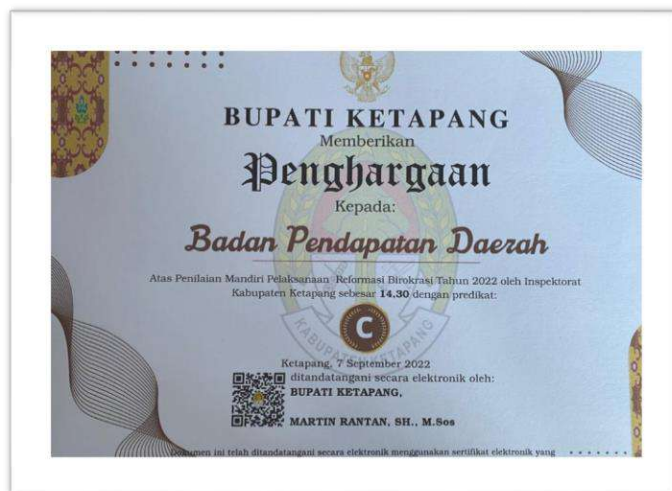 BUPATI KETAPANG
Memberikan
Penghargaan
Kepada:
Badan Pendapatan Daerah
Atas Penilaian Mandiri Pelaksanaan Reformasi Birokrasi Tahun 2022 oleh Inspektorat
Kabupaten Ketapang sebesar 14,30 dengan predikat:
C
KABUPATEN KETAPANG
Ketapang, 7 September 2022
ditandatangani secara elektronik oleh:
BUPATI KETAPANG,
MARTIN RANTAN, SH., M.Sos
Dokumen ini telah ditandatangani secara elektronik menggunakan sertifikat elektronik yang